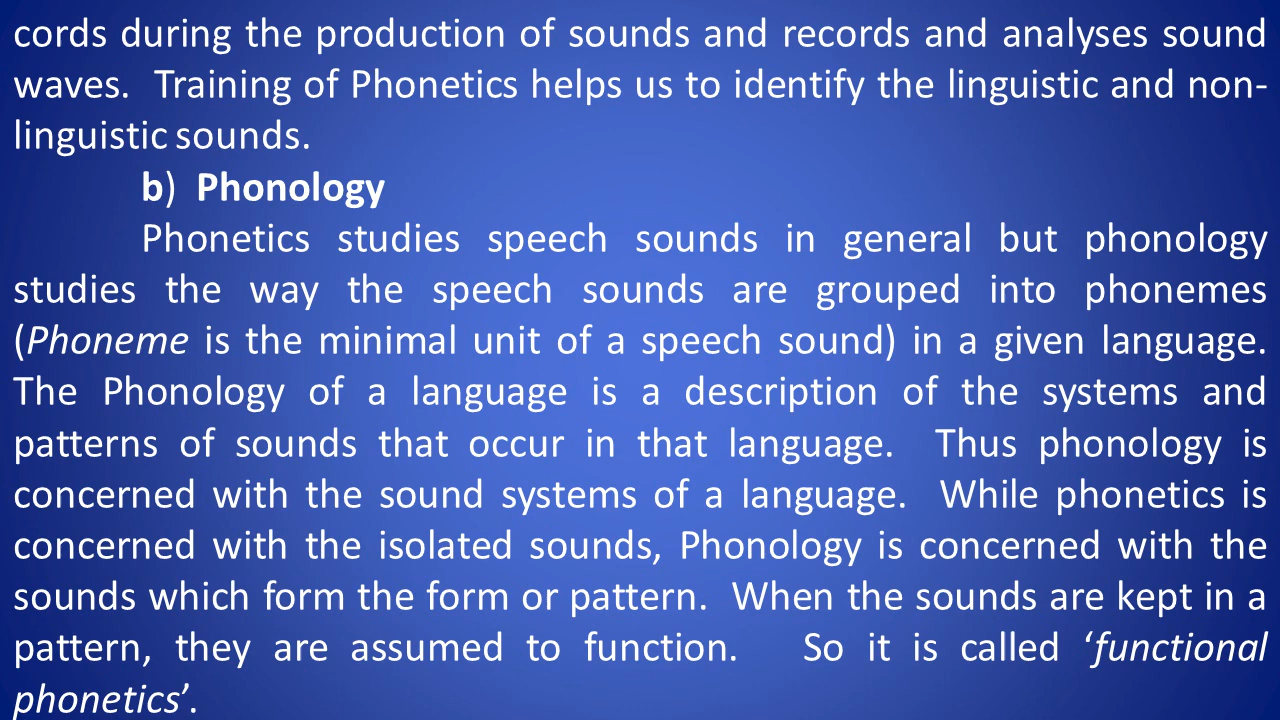 cords during the production of sounds and records and analyses sound
waves.  Training of Phonetics helps us to identify the linguistic and non-
linguistic sounds.
b)  Phonology
Phonetics studies speech sounds in general but phonology
studies the way the speech sounds are grouped into phonemes
(Phoneme is the minimal unit of a speech sound) in a given language.
The Phonology of a language is a description of the systems and
patterns of sounds that occur in that language.  Thus phonology is
concerned with the sound systems of a language.  While phonetics is
concerned with the isolated sounds, Phonology is concerned with the
sounds which form the form or pattern.  When the sounds are kept in a
pattern, they are assumed to function.  So it is called ‘functional
phonetics’.